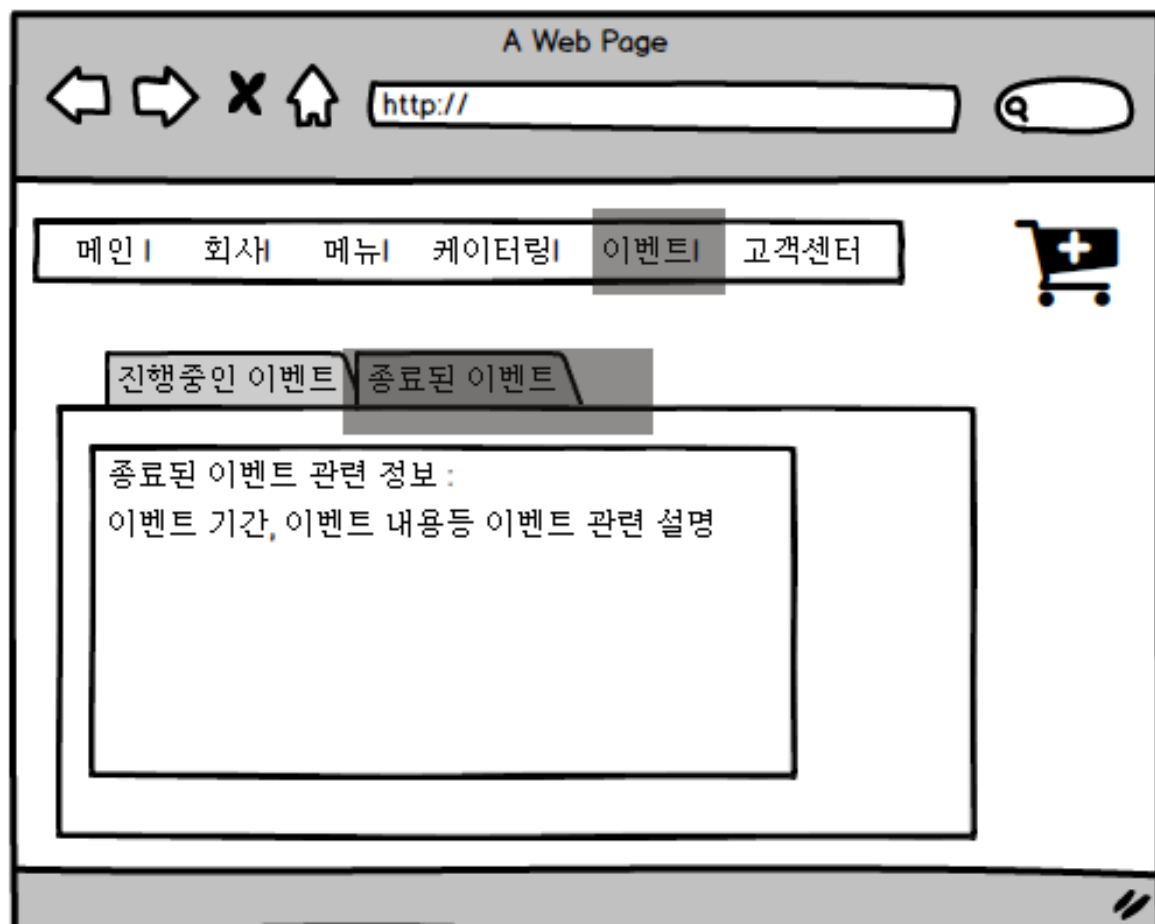 A Web Page
http://
메인 | 회사| 메뉴| 케이터링| 이벤트| 고객센터
진행중인 이벤트 종료된 이벤트
종료된 이벤트 관련 정보 :
이벤트 기간, 이벤트 내용등 이벤트 관련 설명